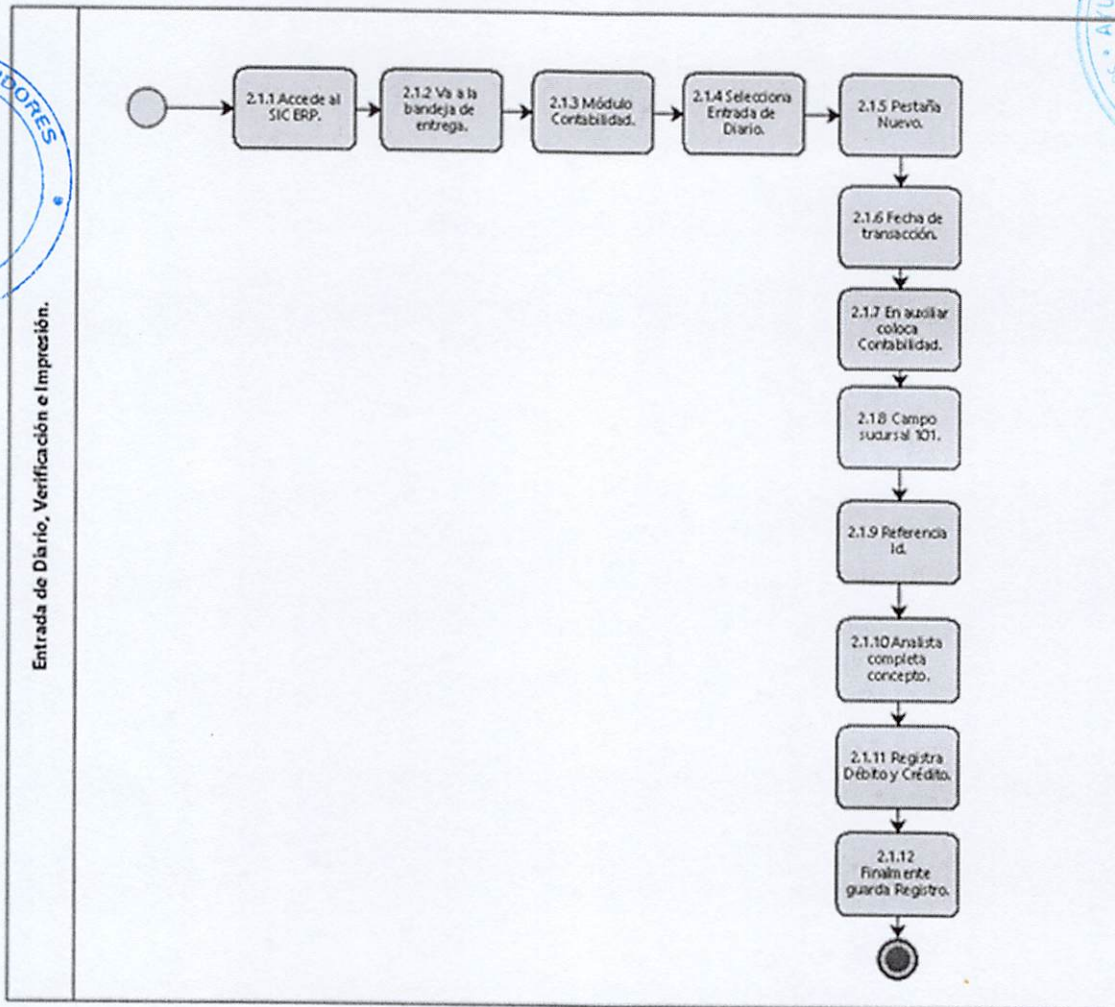 Entrada de Diario, Verificación e Impresión.
2.1.1 Accede al
SIC ERP.
2.1.2 Va a la
bandeja de
entrega.
2.1.3 Módulo
Contabilidad.
2.1.4 Selecciona
Entrada de
Diario.
2.1.5 Pestaña
Nuevo.
2.1.6 Fecha de
transacción.
2.1.7 En auxiliar
coloca
Contabilidad.
2.1.8 Campo
sucursal 101.
2.1.9 Referencia
Id.
2.1.10 Analista
completa
concepto.
2.1.11 Registra
Débito y Crédito.
2.1.12
Finalmente
guarda Registro.